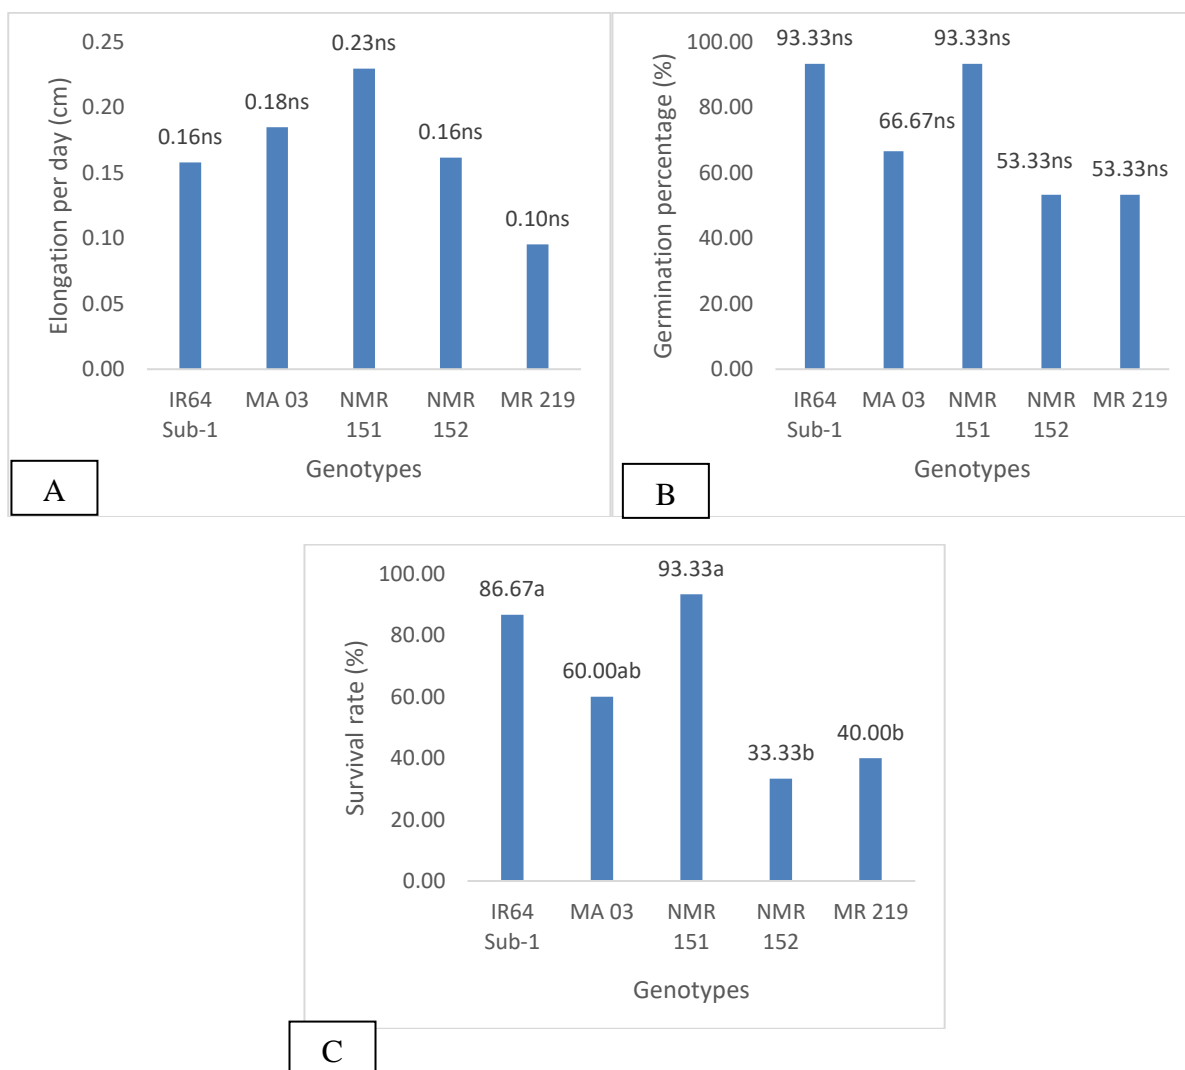 0.25
0.20
0.15
0.10
0.05
0.00
Elongation per day (cm)
0.16ns
0.18ns
0.23ns
0.16ns
0.10ns
IR64 Sub-1
MA 03
NMR 151
NMR 152
MR 219
Genotypes
A
100.00
80.00
60.00
40.00
20.00
0.00
Germination percentage (%)
93.33ns
66.67ns
93.33ns
53.33ns
53.33ns
IR64 Sub-1
MA 03
NMR 151
NMR 152
MR 219
Genotypes
B
100.00
80.00
60.00
40.00
20.00
0.00
Survival rate (%)
86.67a
60.00ab
93.33a
33.33b
40.00b
IR64 Sub-1
MA 03
NMR 151
NMR 152
MR 219
Genotypes
C